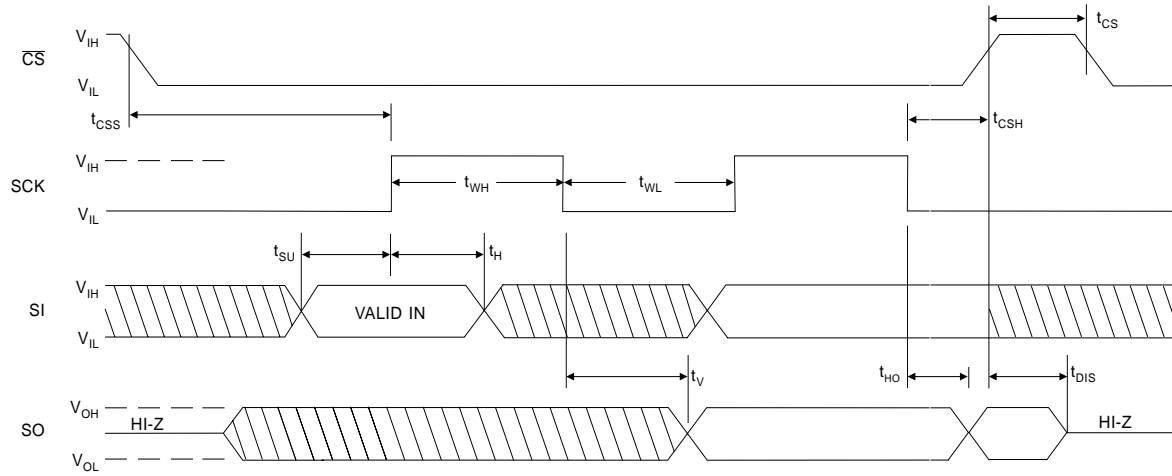 V_IH
t_CS
C̅S̅
V_IL
t_CSS
t_CSH
V_IH
SCK
t_WH
t_WL
V_IL
t_SU
t_H
V_IH
SI
VALID IN
V_IL
t_V
t_HO
t_DIS
V_OH
SO
HI-Z
HI-Z
V_OL